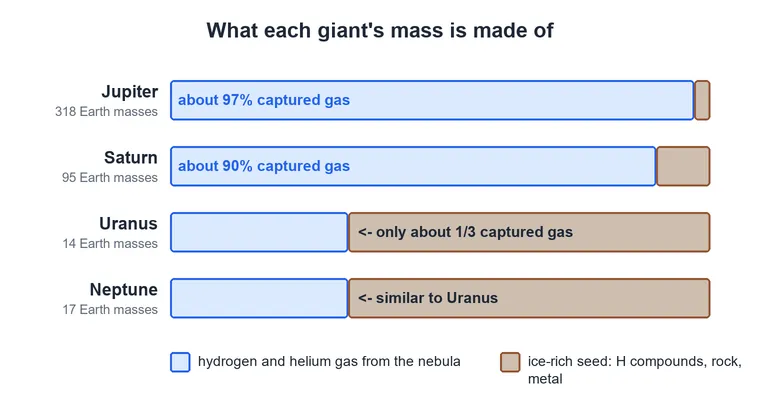 What each giant's mass is made of
Jupiter
318 Earth masses
about 97% captured gas
Saturn
95 Earth masses
about 90% captured gas
Uranus
14 Earth masses
<- only about 1/3 captured gas
Neptune
17 Earth masses
<- similar to Uranus
hydrogen and helium gas from the nebula
ice-rich seed: H compounds, rock,
metal